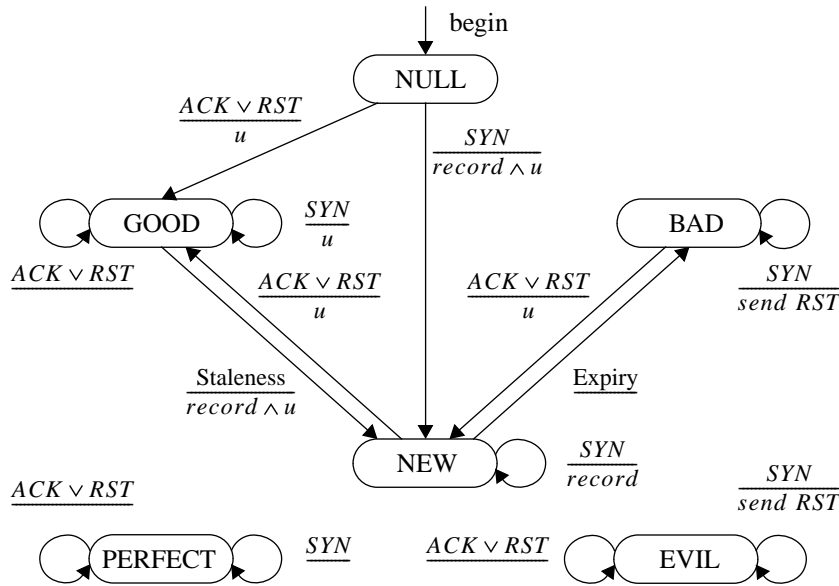 begin
NULL
ACK ∨ RST
u
SYN
record ∧ u
GOOD
SYN
u
BAD
ACK ∨ RST
ACK ∨ RST
u
ACK ∨ RST
u
SYN
send RST
Staleness
record ∧ u
Expiry
NEW
SYN
record
ACK ∨ RST
SYN
send RST
PERFECT
SYN
ACK ∨ RST
EVIL